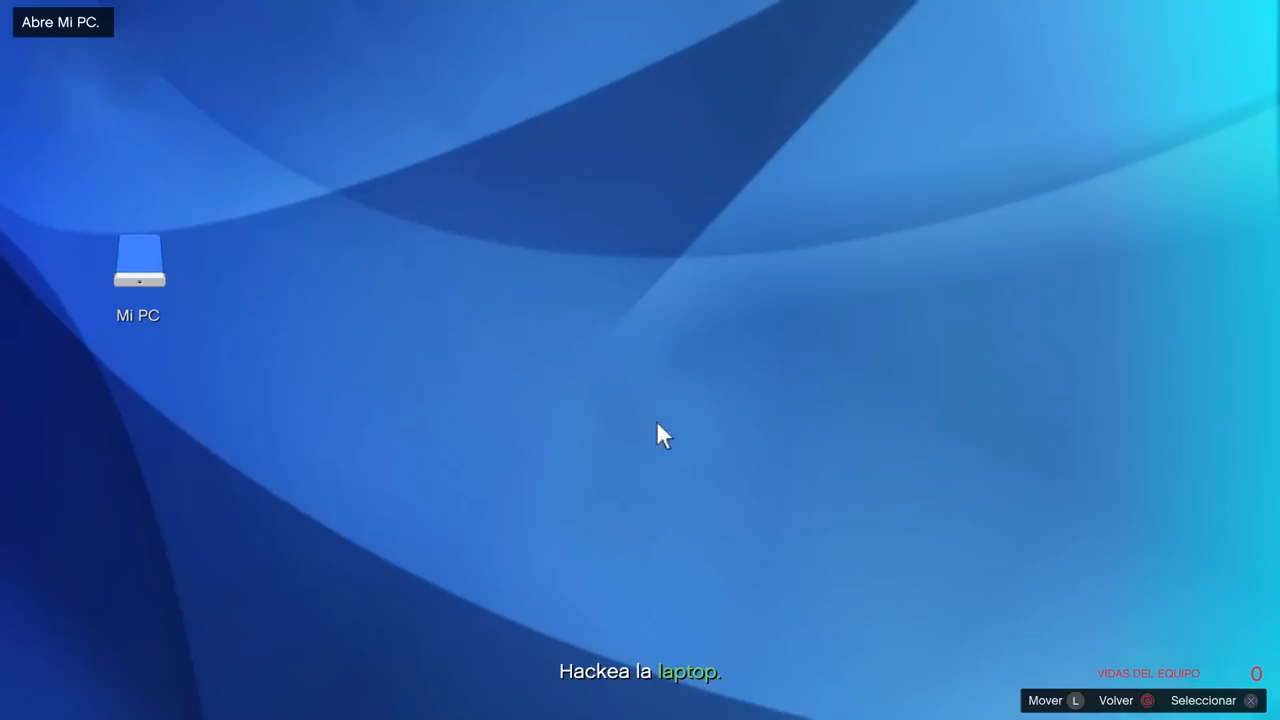 Abre Mi PC.
Mi PC
Hackea la laptop.
VIDAS DEL EQUIPO 0
Mover L Volver Seleccionar